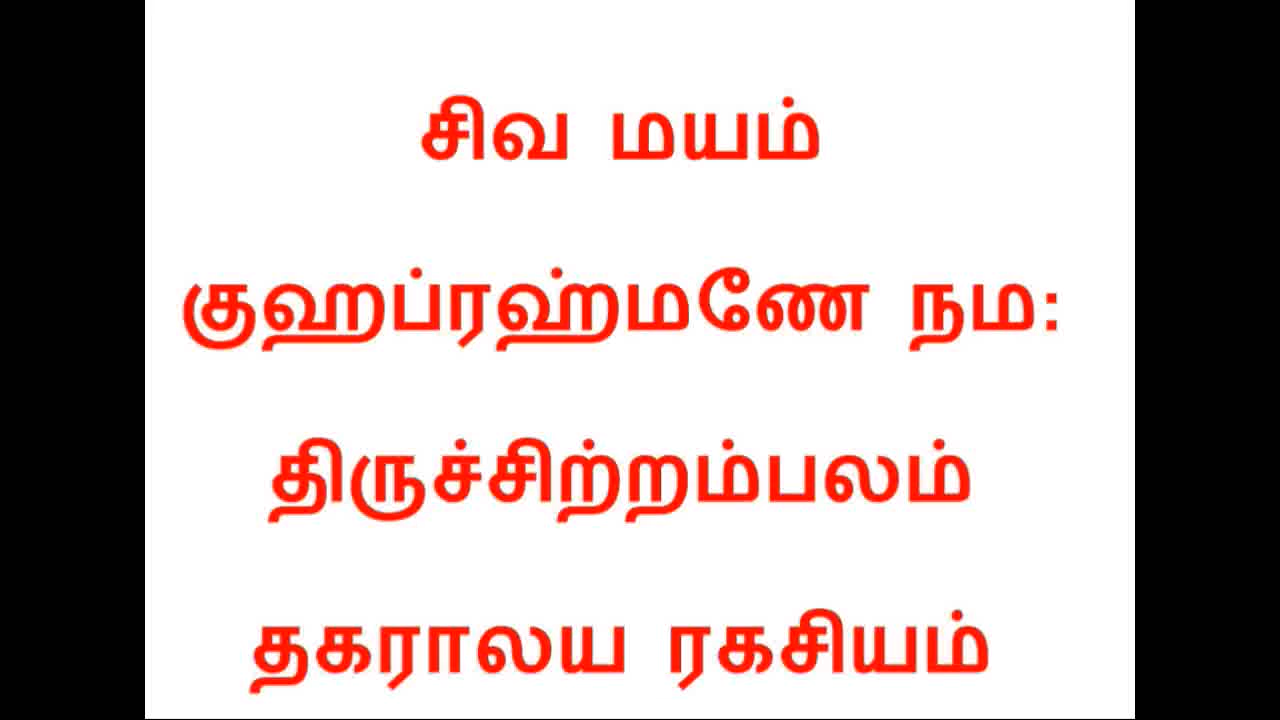 சிவ மயம்
குஹப்ரஹ்மணே நம:
திருச்சிற்றம்பலம்
தகராலய ரகசியம்